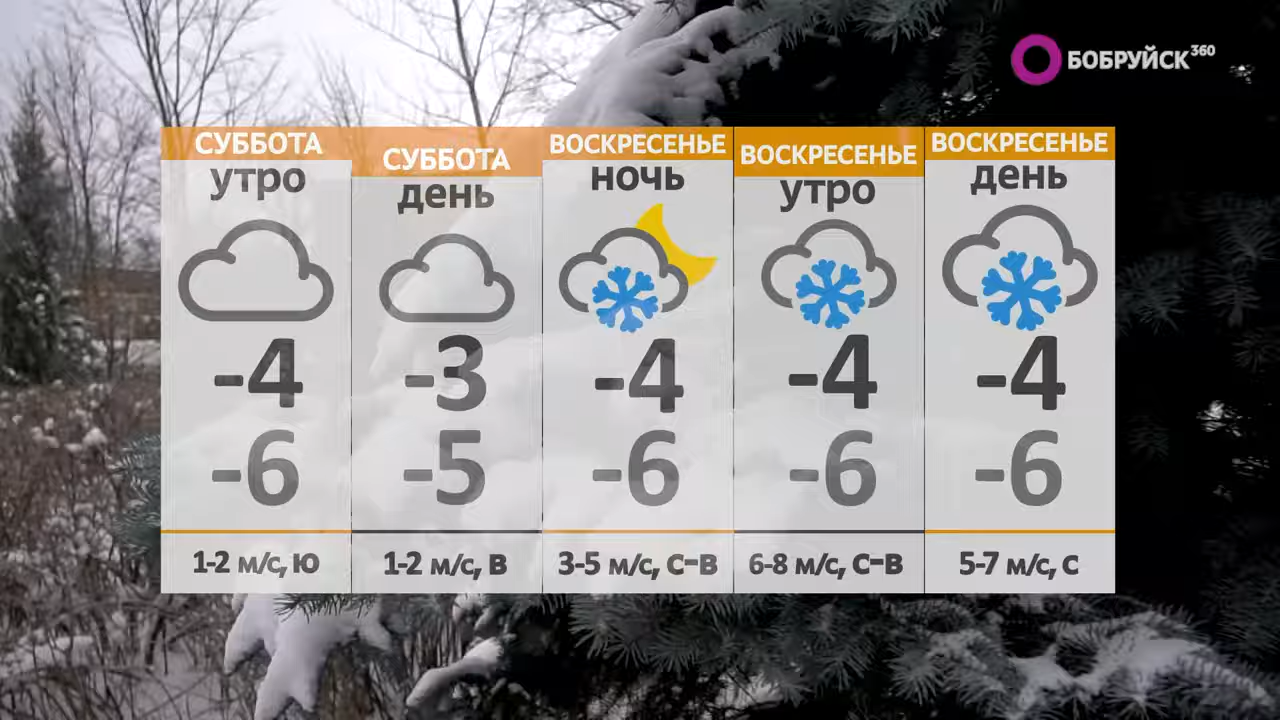 БОБРУЙСК360
СУББОТА
утро
-4
-6
1-2 м/с, Ю
СУББОТА
день
-3
-5
1-2 м/с, В
ВОСКРЕСЕНЬЕ
ночь
-4
-6
3-5 м/с, С-В
ВОСКРЕСЕНЬЕ
утро
-4
-6
6-8 м/с, С-В
ВОСКРЕСЕНЬЕ
день
-4
-6
5-7 м/с, С